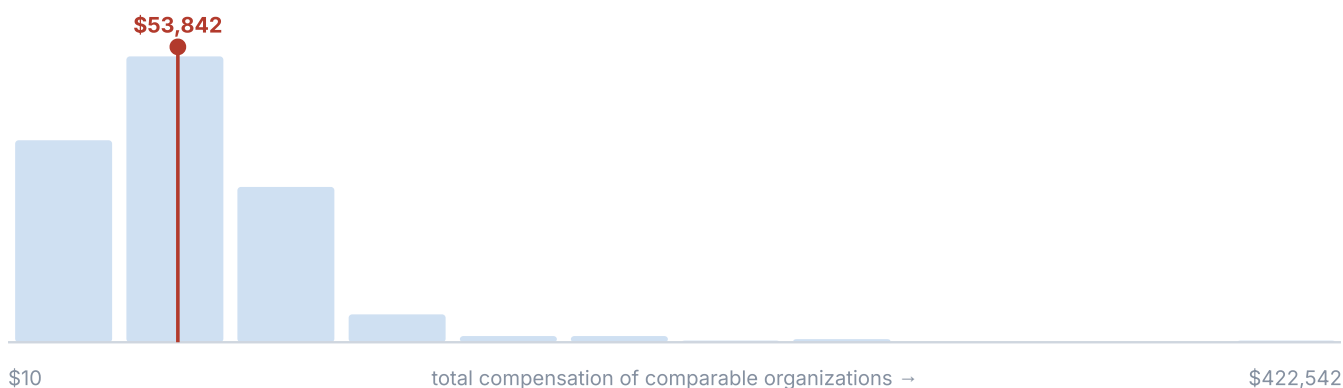 $53,842
$10 total compensation of comparable organizations → $422,542